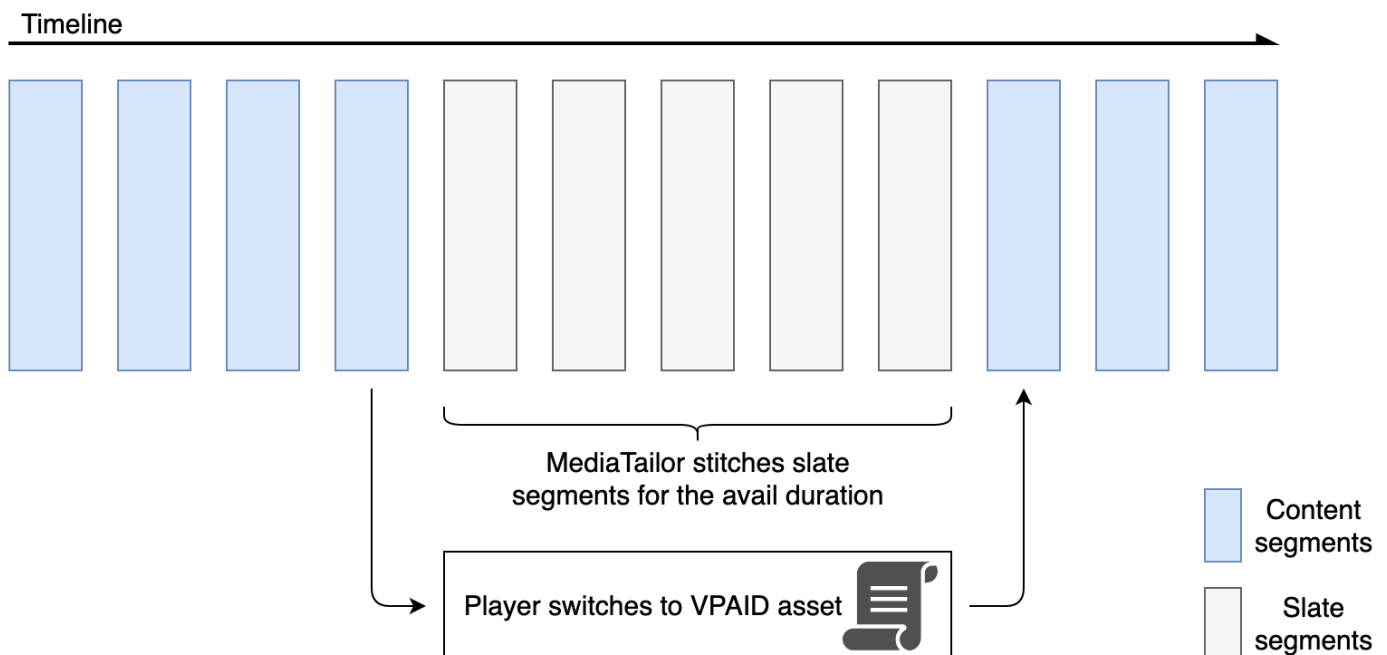 Timeline
MediaTailor stitches slate
segments for the avail duration
Player switches to VPAID asset
Content
segments
Slate
segments